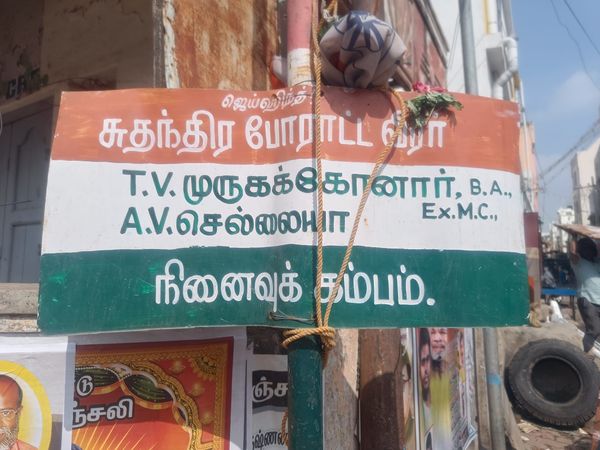 ஜெய்ஹிந்த்
சுதந்திர போராட்ட வீரர்
T.V. முருகக்கோனார், B.A.,
A.V.செல்லையா Ex.M.C.,
நினைவுக் கம்பம்.